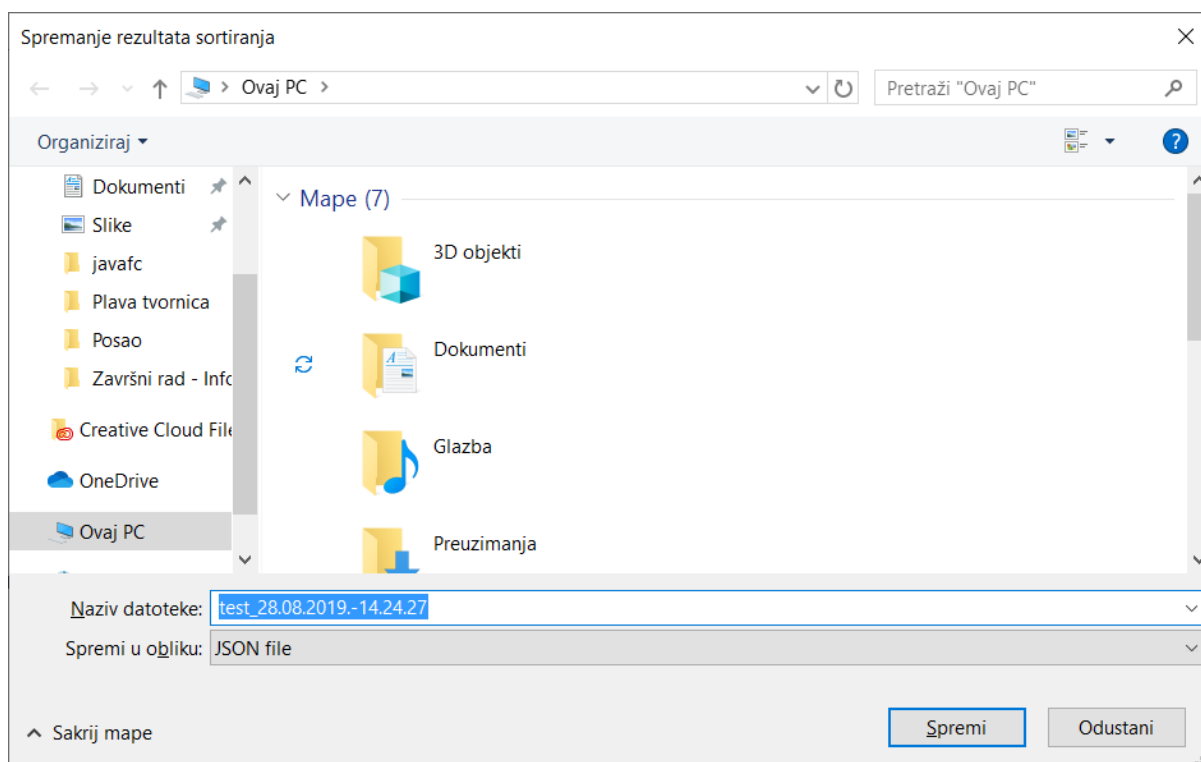 Spremanje rezultata sortiranja
Ovaj PC
Pretraži "Ovaj PC"
Organiziraj
Dokumenti
Slike
javafc
Plava tvornica
Posao
Završni rad - Info
Creative Cloud File
OneDrive
Ovaj PC
Mape (7)
3D objekti
Dokumenti
Glazba
Preuzimanja
Naziv datoteke: test_28.08.2019.-14.24.27
Spremi u obliku: JSON file
Sakrij mape
Spremi
Odustani